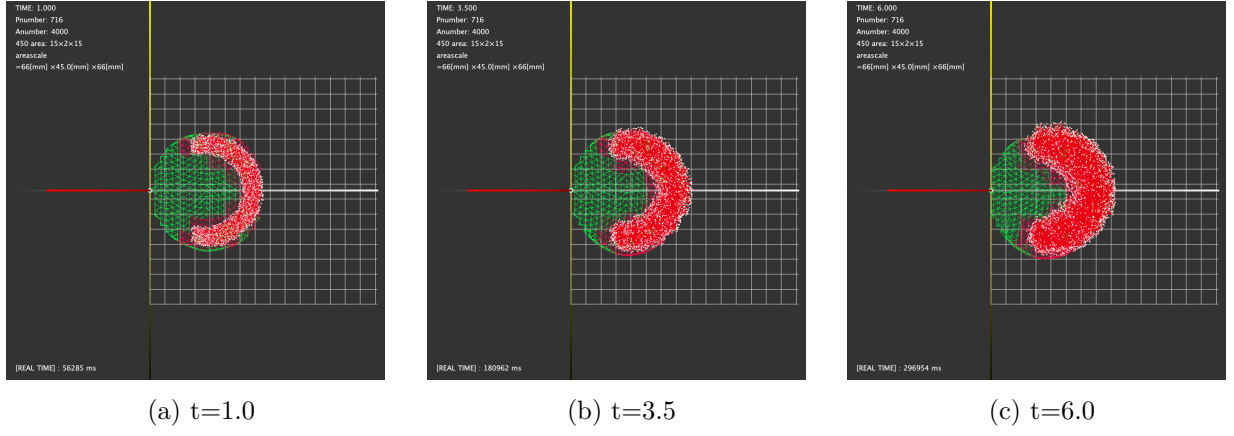 TIME: 1.000
Pnumber: 716
Anumber: 4000
450 area: 15×2×15
areascale
=66[mm] ×45.0[mm] ×66[mm]
[REAL TIME] : 56285 ms
(a) t=1.0
TIME: 3.500
Pnumber: 716
Anumber: 4000
450 area: 15×2×15
areascale
=66[mm] ×45.0[mm] ×66[mm]
[REAL TIME] : 180962 ms
(b) t=3.5
TIME: 6.000
Pnumber: 716
Anumber: 4000
450 area: 15×2×15
areascale
=66[mm] ×45.0[mm] ×66[mm]
[REAL TIME] : 296954 ms
(c) t=6.0